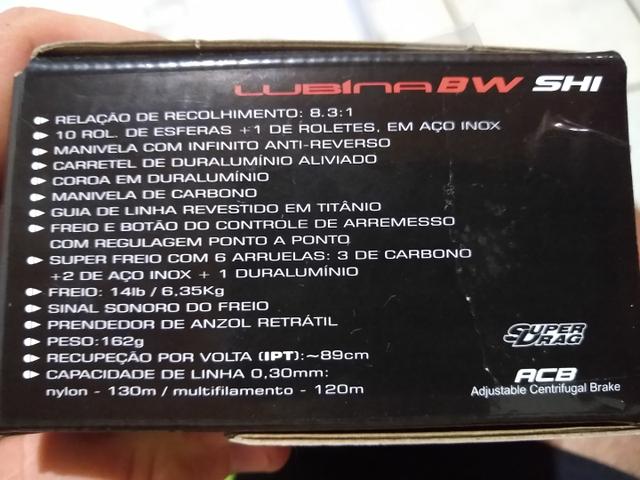 LUBINA BW SHI
RELAÇÃO DE RECOLHIMENTO: 8.3:1
10 ROL. DE ESFERAS +1 DE ROLETES, EM AÇO INOX
MANIVELA COM INFINITO ANTI-REVERSO
CARRETEL DE DURALUMÍNIO ALIVIADO
COROA EM DURALUMÍNIO
MANIVELA DE CARBONO
GUIA DE LINHA REVESTIDO EM TITÂNIO
FREIO E BOTÃO DO CONTROLE DE ARREMESSO
COM REGULAGEM PONTO A PONTO
SUPER FREIO COM 6 ARRUELAS: 3 DE CARBONO
+2 DE AÇO INOX + 1 DURALUMÍNIO
FREIO: 14lb / 6,35Kg
SINAL SONORO DO FREIO
PRENDEDOR DE ANZOL RETRÁTIL
PESO:162g
RECUPEÇÃO POR VOLTA (IPT):~89cm
CAPACIDADE DE LINHA 0,30mm:
nylon - 130m / multifilamento - 120m
SUPER DRAG
ACB
Adjustable Centrifugal Brake